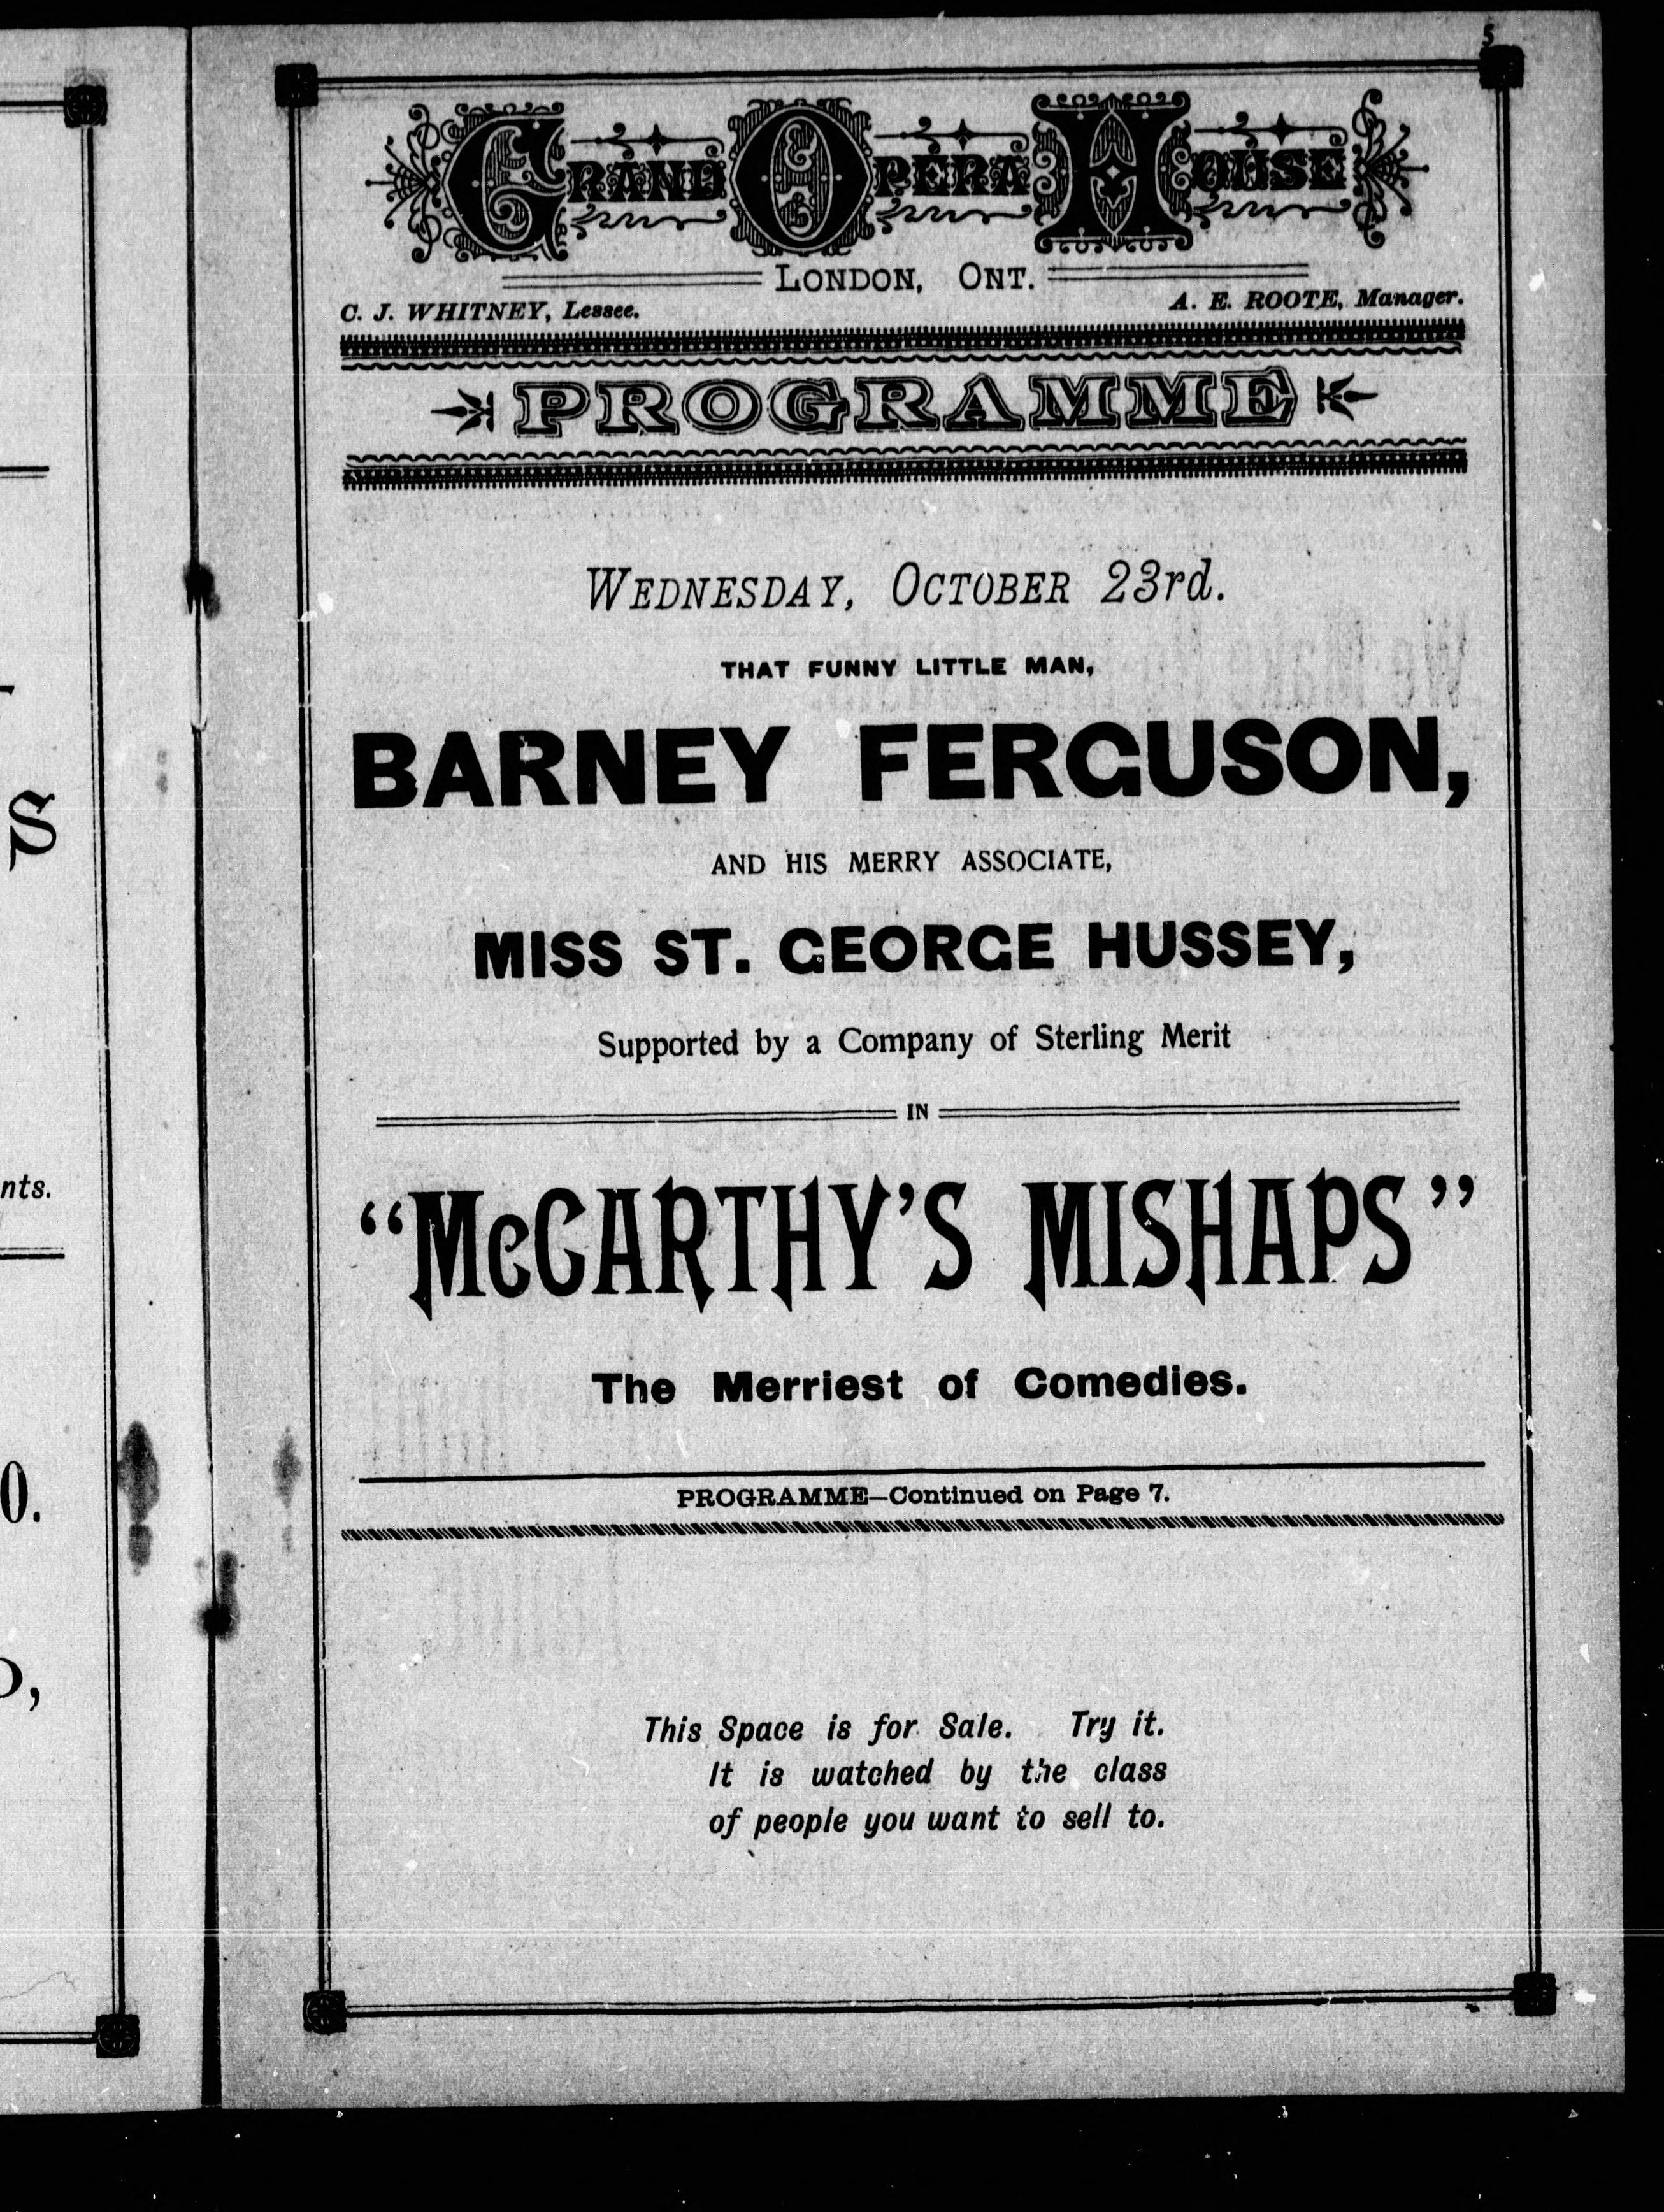 5
GRAND OPERA HOUSE
LONDON, ONT.
C. J. WHITNEY, Lessee. A. E. ROOTE, Manager.
PROGRAMME
WEDNESDAY, OCTOBER 23rd.
THAT FUNNY LITTLE MAN,
BARNEY FERGUSON,
AND HIS MERRY ASSOCIATE,
MISS ST. GEORGE HUSSEY,
Supported by a Company of Sterling Merit
IN
"McCARTHY'S MISHAPS"
The Merriest of Comedies.
PROGRAMME—Continued on Page 7.
This Space is for Sale. Try it.
It is watched by the class
of people you want to sell to.
S
nts.
0.